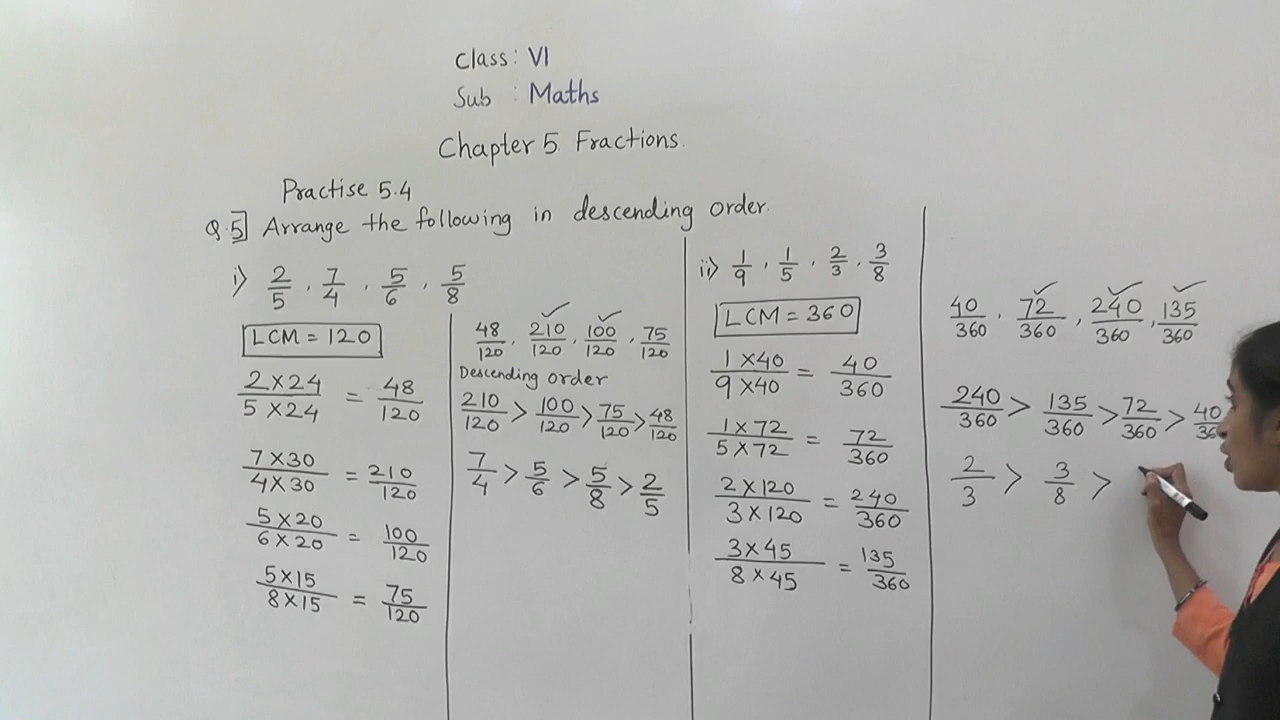 Class : VI
Sub : Maths
Chapter 5 Fractions.
Practise 5.4
Q.5] Arrange the following in descending order.
i) 2/5 , 7/4 , 5/6 , 5/8
LCM = 120
2 × 24 / 5 × 24 = 48/120
7 × 30 / 4 × 30 = 210/120
5 × 20 / 6 × 20 = 100/120
5 × 15 / 8 × 15 = 75/120
48/120 , 210/120 , 100/120 , 75/120
Descending order
210/120 > 100/120 > 75/120 > 48/120
7/4 > 5/6 > 5/8 > 2/5
ii) 1/9 , 1/5 , 2/3 , 3/8
LCM = 360
1 × 40 / 9 × 40 = 40/360
1 × 72 / 5 × 72 = 72/360
2 × 120 / 3 × 120 = 240/360
3 × 45 / 8 × 45 = 135/360
40/360 , 72/360 , 240/360 , 135/360
240/360 > 135/360 > 72/360 > 40/36
2/3 > 3/8 >